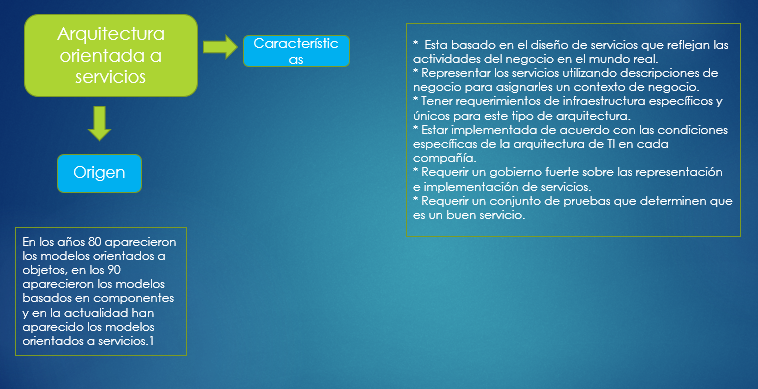 Arquitectura
orientada a
servicios
Característic
as
Origen
* Esta basado en el diseño de servicios que reflejan las
actividades del negocio en el mundo real.
* Representar los servicios utilizando descripciones de
negocio para asignarles un contexto de negocio.
* Tener requerimientos de infraestructura específicos y
únicos para este tipo de arquitectura.
* Estar implementada de acuerdo con las condiciones
específicas de la arquitectura de TI en cada
compañía.
* Requerir un gobierno fuerte sobre las representación
e implementación de servicios.
* Requerir un conjunto de pruebas que determinen que
es un buen servicio.
En los años 80 aparecieron
los modelos orientados a
objetos, en los 90
aparecieron los modelos
basados en componentes
y en la actualidad han
aparecido los modelos
orientados a servicios.1